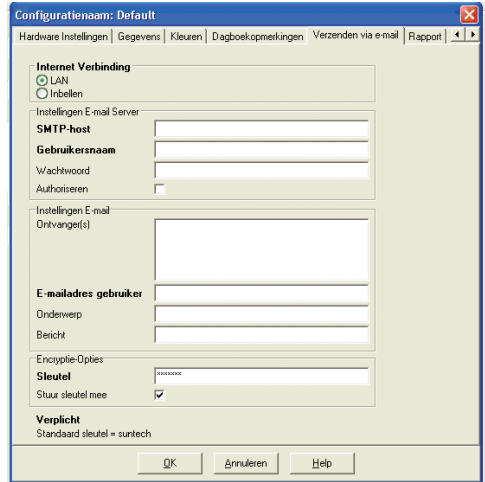 Configuratienaam: Default
Hardware Instellingen Gegevens Kleuren Dagboekopmerkingen Verzenden via e-mail Rapport
Internet Verbinding
LAN
Inbellen
Instellingen E-mail Server
SMTP-host
Gebruikersnaam
Wachtwoord
Authoriseren
Instellingen E-mail
Ontvanger(s)
E-mailadres gebruiker
Onderwerp
Bericht
Encryptie-Opties
Sleutel ×××××××
Stuur sleutel mee
Verplicht
Standaard sleutel = suntech
OK Annuleren Help